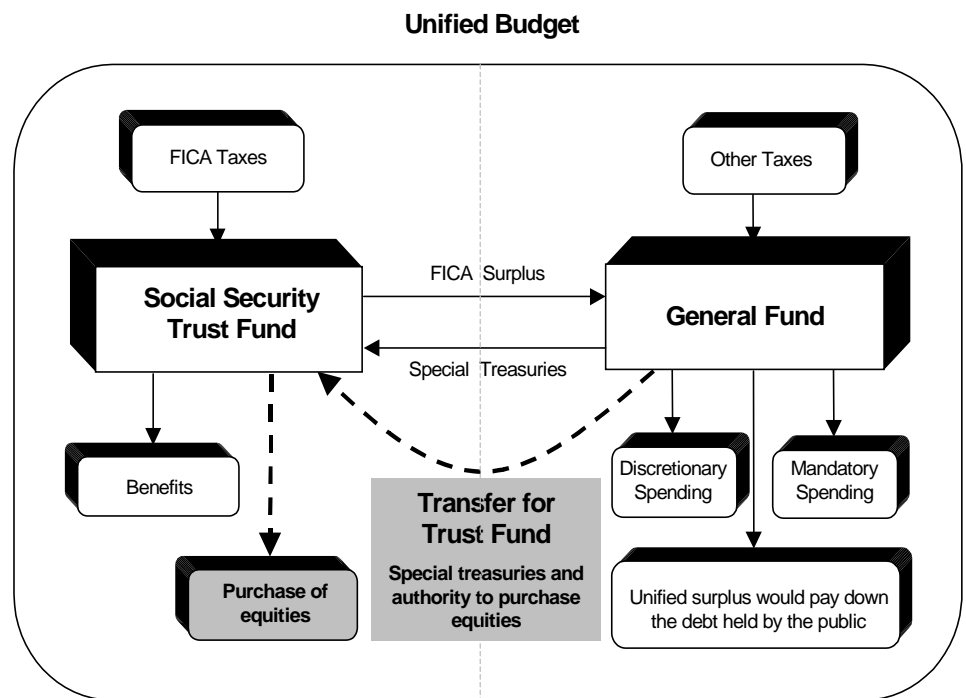 Unified Budget
FICA Taxes
Other Taxes
FICA Surplus
Social Security
Trust Fund
General Fund
Special Treasuries
Benefits
Discretionary
Spending
Mandatory
Spending
Transfer for
Trust Fund
Special treasuries and
authority to purchase
equities
Purchase of
equities
Unified surplus would pay down
the debt held by the public